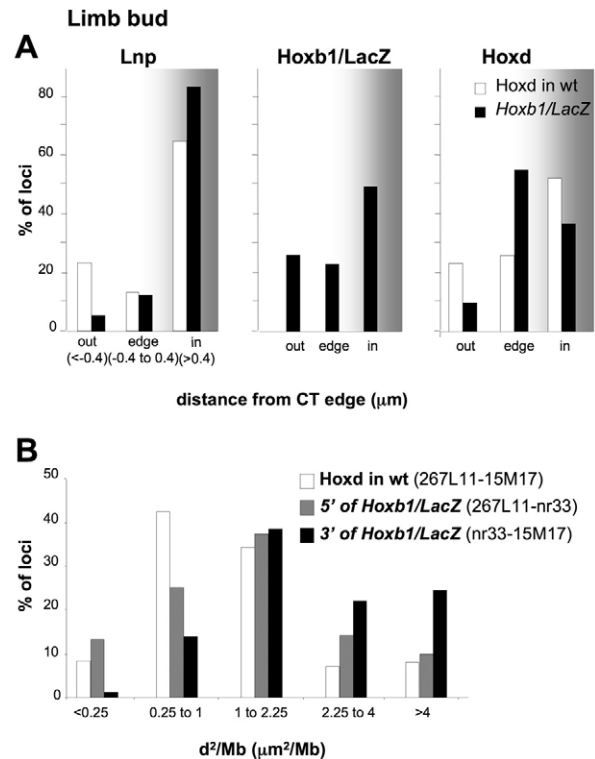 Limb bud
A
Lnp Hoxb1/LacZ Hoxd
Hoxd in wt
Hoxb1/LacZ
% of loci
80
60
40
20
0
out edge in
(<-0.4)(-0.4 to 0.4)(>0.4)
out edge in
out edge in
distance from CT edge (μm)
B
Hoxd in wt (267L11-15M17)
5' of Hoxb1/LacZ (267L11-nr33)
3' of Hoxb1/LacZ (nr33-15M17)
% of loci
50
40
30
20
10
0
<0.25 0.25 to 1 1 to 2.25 2.25 to 4 >4
d²/Mb (μm²/Mb)